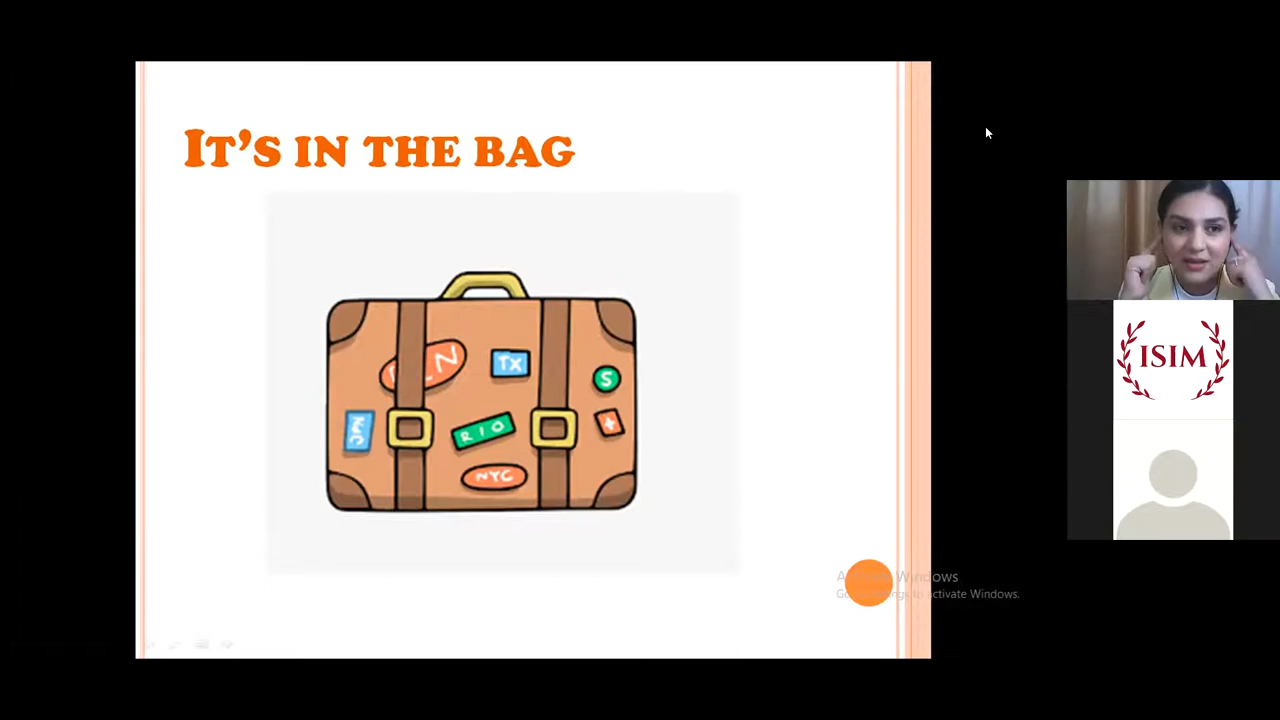 IT'S IN THE BAG
TX
S
RIO
NYC
ISIM
Activate Windows
Go to Settings to activate Windows.